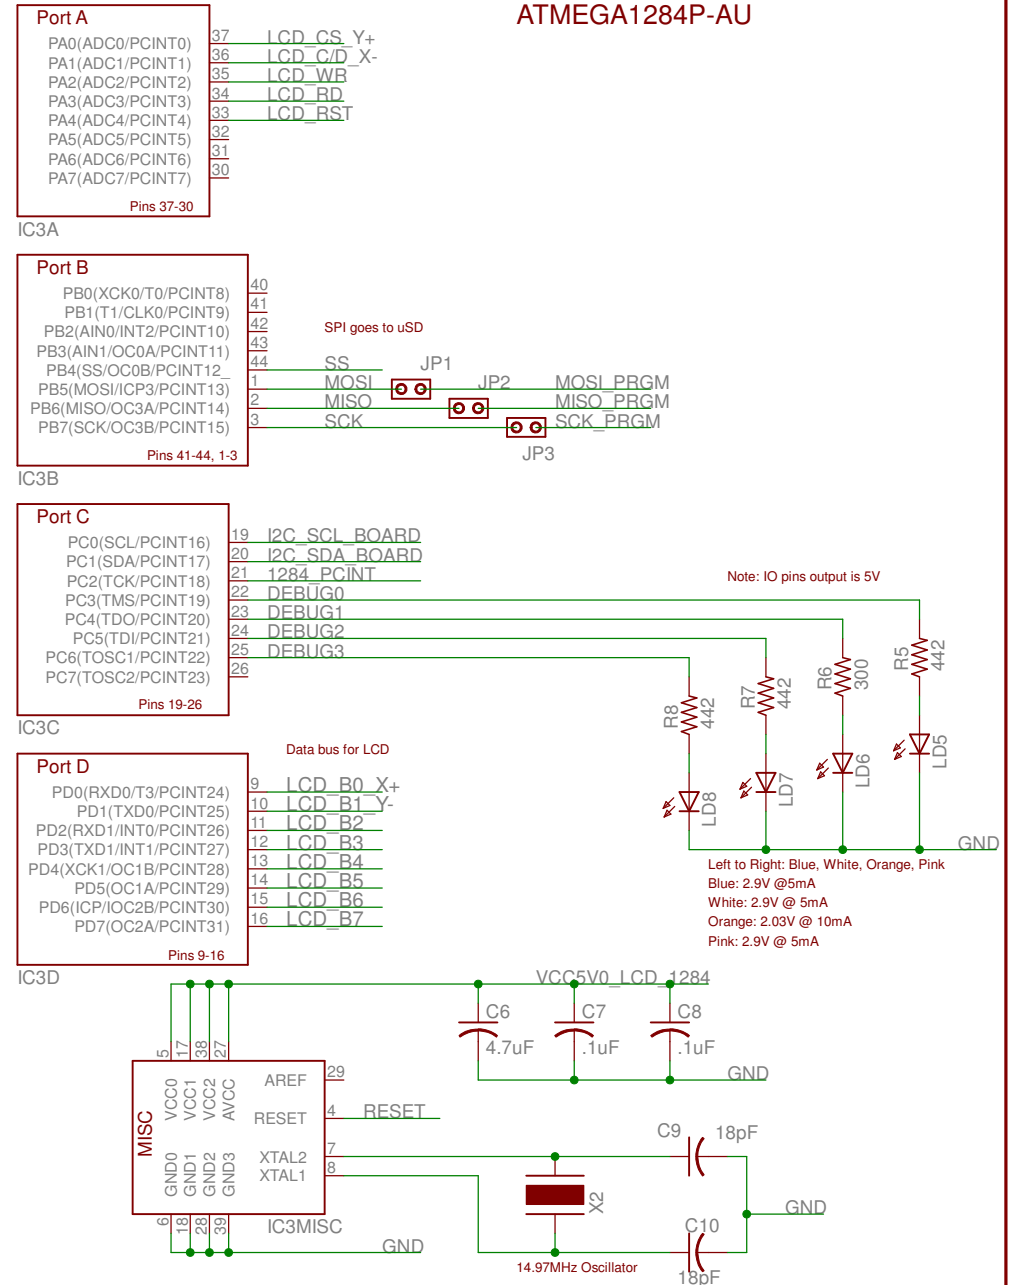 ATMEGA1284P-AU
Port A
PA0(ADC0/PCINT0) 37 LCD_CS_Y+
PA1(ADC1/PCINT1) 36 LCD_C/D_X-
PA2(ADC2/PCINT2) 35 LCD_WR
PA3(ADC3/PCINT3) 34 LCD_RD
PA4(ADC4/PCINT4) 33 LCD_RST
PA5(ADC5/PCINT5) 32
PA6(ADC6/PCINT6) 31
PA7(ADC7/PCINT7) 30
Pins 37-30
IC3A
Port B
PB0(XCK0/T0/PCINT8) 40
PB1(T1/CLK0/PCINT9) 41
PB2(AIN0/INT2/PCINT10) 42
SPI goes to uSD
PB3(AIN1/OC0A/PCINT11) 43
PB4(SS/OC0B/PCINT12_ 44 SS JP1
PB5(MOSI/ICP3/PCINT13) 1 MOSI JP2 MOSI_PRGM
PB6(MISO/OC3A/PCINT14) 2 MISO MISO_PRGM
PB7(SCK/OC3B/PCINT15) 3 SCK SCK_PRGM
JP3
Pins 41-44, 1-3
IC3B
Port C
PC0(SCL/PCINT16) 19 I2C_SCL_BOARD
PC1(SDA/PCINT17) 20 I2C_SDA_BOARD
PC2(TCK/PCINT18) 21 1284_PCINT
Note: IO pins output is 5V
PC3(TMS/PCINT19) 22 DEBUG0
PC4(TDO/PCINT20) 23 DEBUG1
PC5(TDI/PCINT21) 24 DEBUG2
PC6(TOSC1/PCINT22) 25 DEBUG3
PC7(TOSC2/PCINT23) 26
Pins 19-26
IC3C
R8 442
R7 442
R6 300
R5 442
LD8
LD7
LD6
LD5
GND
Left to Right: Blue, White, Orange, Pink
Blue: 2.9V @5mA
White: 2.9V @ 5mA
Orange: 2.03V @ 10mA
Pink: 2.9V @ 5mA
Data bus for LCD
Port D
PD0(RXD0/T3/PCINT24) 9 LCD_B0_X+
PD1(TXD0/PCINT25) 10 LCD_B1_Y-
PD2(RXD1/INT0/PCINT26) 11 LCD_B2
PD3(TXD1/INT1/PCINT27) 12 LCD_B3
PD4(XCK1/OC1B/PCINT28) 13 LCD_B4
PD5(OC1A/PCINT29) 14 LCD_B5
PD6(ICP/IOC2B/PCINT30) 15 LCD_B6
PD7(OC2A/PCINT31) 16 LCD_B7
Pins 9-16
IC3D
VCC5V0_LCD_1284
C6 4.7uF
C7 .1uF
C8 .1uF
GND
5 17 38 27
VCC0 VCC1 VCC2 AVCC
AREF 29
RESET 4 RESET
MISC
XTAL2 7
XTAL1 8
GND0 GND1 GND2 GND3
6 18 28 39
IC3MISC
GND
C9 18pF
X2
GND
C10
18pF
14.97MHz Oscillator